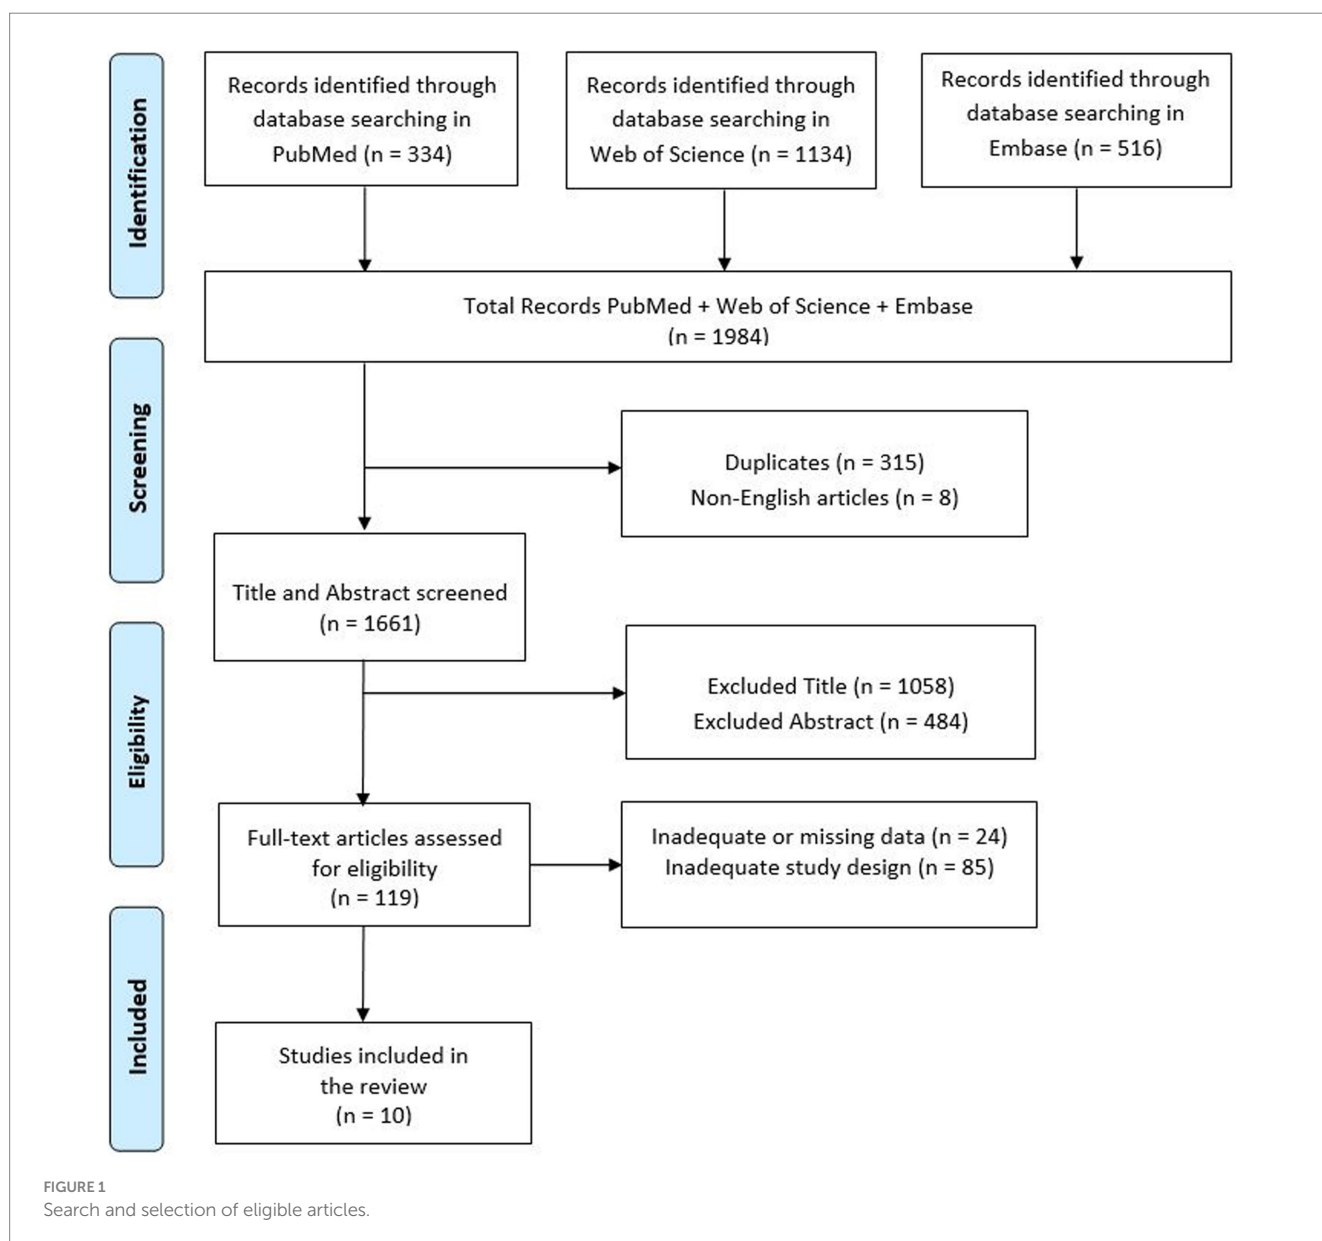 Identification
Records identified through
database searching in
PubMed (n = 334)
Records identified through
database searching in
Web of Science (n = 1134)
Records identified through
database searching in
Embase (n = 516)
Total Records PubMed + Web of Science + Embase
(n = 1984)
Screening
Duplicates (n = 315)
Non-English articles (n = 8)
Title and Abstract screened
(n = 1661)
Eligibility
Excluded Title (n = 1058)
Excluded Abstract (n = 484)
Full-text articles assessed
for eligibility
(n = 119)
Inadequate or missing data (n = 24)
Inadequate study design (n = 85)
Included
Studies included in
the review
(n = 10)
FIGURE 1
Search and selection of eligible articles.